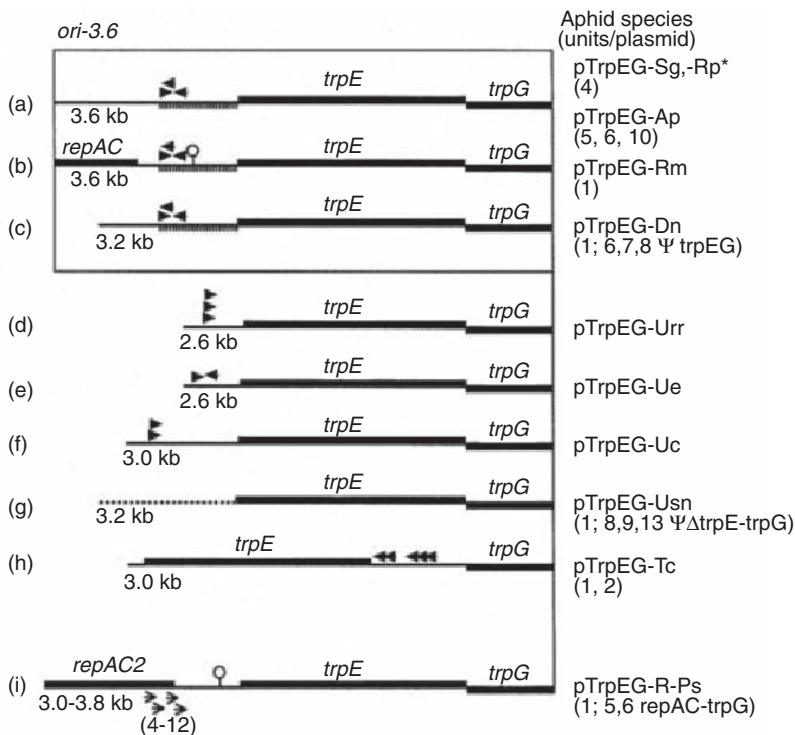 ori-3.6
Aphid species
(units/plasmid)
(a)
trpE
trpG
3.6 kb
pTrpEG-Sg,-Rp*
(4)
pTrpEG-Ap
(5, 6, 10)
(b)
repAC
trpE
trpG
3.6 kb
pTrpEG-Rm
(1)
(c)
trpE
trpG
3.2 kb
pTrpEG-Dn
(1; 6,7,8 Ψ trpEG)
(d)
trpE
trpG
2.6 kb
pTrpEG-Urr
(e)
trpE
trpG
2.6 kb
pTrpEG-Ue
(f)
trpE
trpG
3.0 kb
pTrpEG-Uc
(g)
trpE
trpG
3.2 kb
pTrpEG-Usn
(1; 8,9,13 ΨΔtrpE-trpG)
(h)
trpE
trpG
3.0 kb
pTrpEG-Tc
(1, 2)
(i)
repAC2
trpE
trpG
3.0-3.8 kb
(4-12)
pTrpEG-R-Ps
(1; 5,6 repAC-trpG)